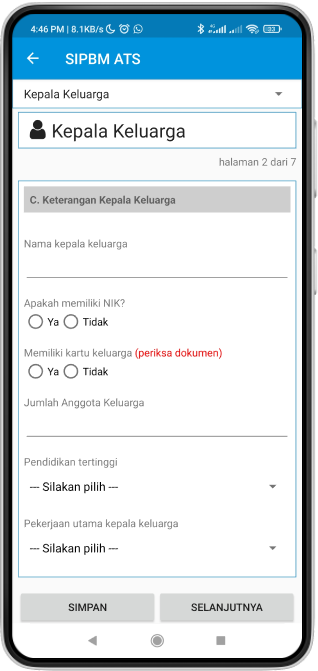 4:46 PM | 8.1KB/s
SIPBM ATS
Kepala Keluarga
Kepala Keluarga
halaman 2 dari 7
C. Keterangan Kepala Keluarga
Nama kepala keluarga
Apakah memiliki NIK?
Ya Tidak
Memiliki kartu keluarga (periksa dokumen)
Ya Tidak
Jumlah Anggota Keluarga
Pendidikan tertinggi
--- Silakan pilih ---
Pekerjaan utama kepala keluarga
--- Silakan pilih ---
SIMPAN SELANJUTNYA